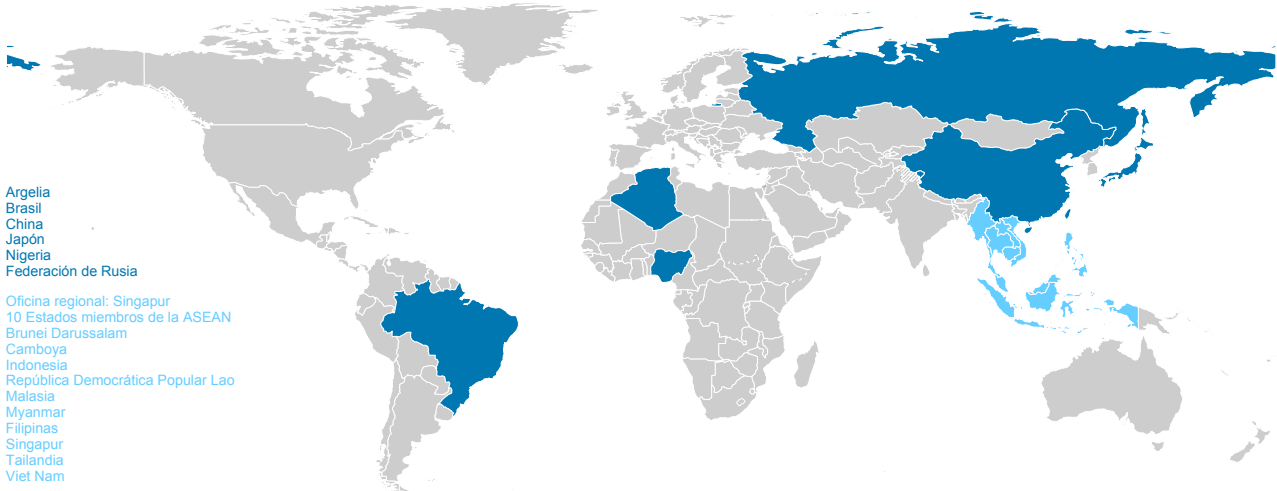 Argelia
Brasil
China
Japón
Nigeria
Federación de Rusia
Oficina regional: Singapur
10 Estados miembros de la ASEAN
Brunei Darussalam
Camboya
Indonesia
República Democrática Popular Lao
Malasia
Myanmar
Filipinas
Singapur
Tailandia
Viet Nam